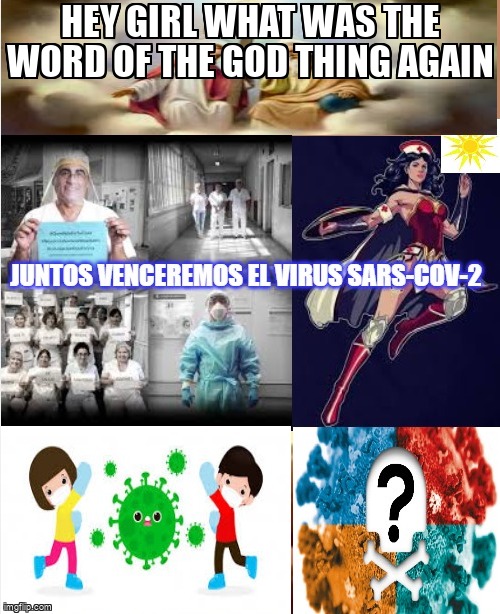 HEY GIRL WHAT WAS THE
WORD OF THE GOD THING AGAIN
JUNTOS VENCEREMOS EL VIRUS SARS-COV-2
?
imgflip.com